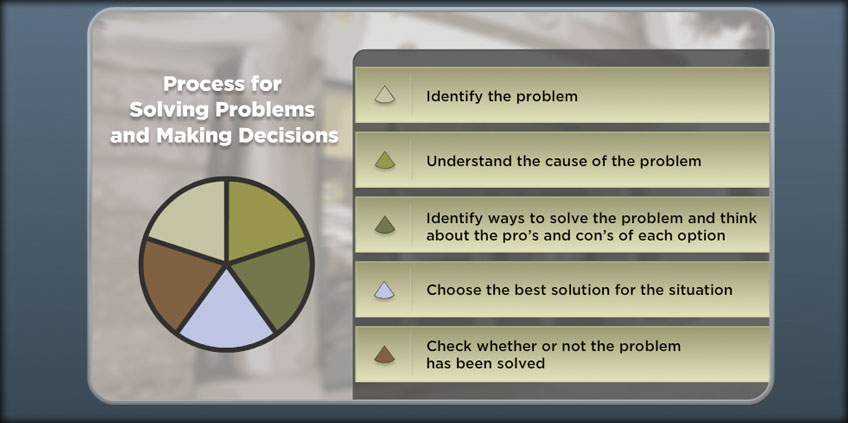 Process for
Solving Problems
and Making Decisions
Identify the problem
Understand the cause of the problem
Identify ways to solve the problem and think
about the pro's and con's of each option
Choose the best solution for the situation
Check whether or not the problem
has been solved